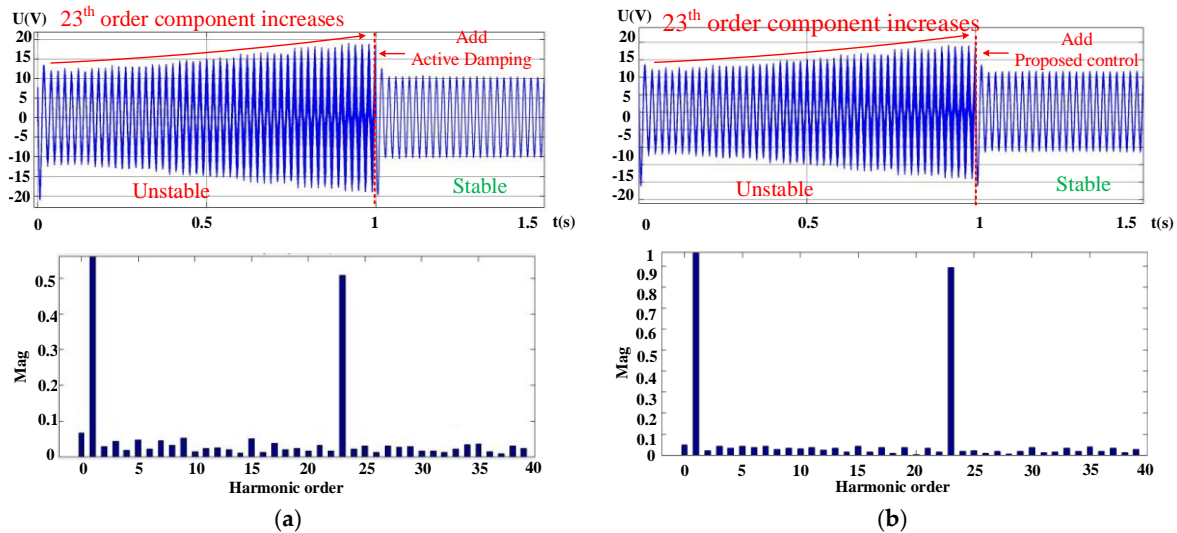 U(V) 23th order component increases
20
15
10
5
0
-5
-10
-15
-20
Add
Active Damping
Unstable
Stable
0 0.5 1 1.5 t(s)
Mag
0.5
0.4
0.3
0.2
0.1
0
0 5 10 15 20 25 30 35 40
Harmonic order
(a)
U(V) 23th order component increases
20
15
10
5
0
-5
-10
-15
-20
Add
Proposed control
Unstable
Stable
0 0.5 1 1.5 t(s)
Mag
1
0.9
0.8
0.7
0.6
0.5
0.4
0.3
0.2
0.1
0
0 5 10 15 20 25 30 35 40
Harmonic order
(b)